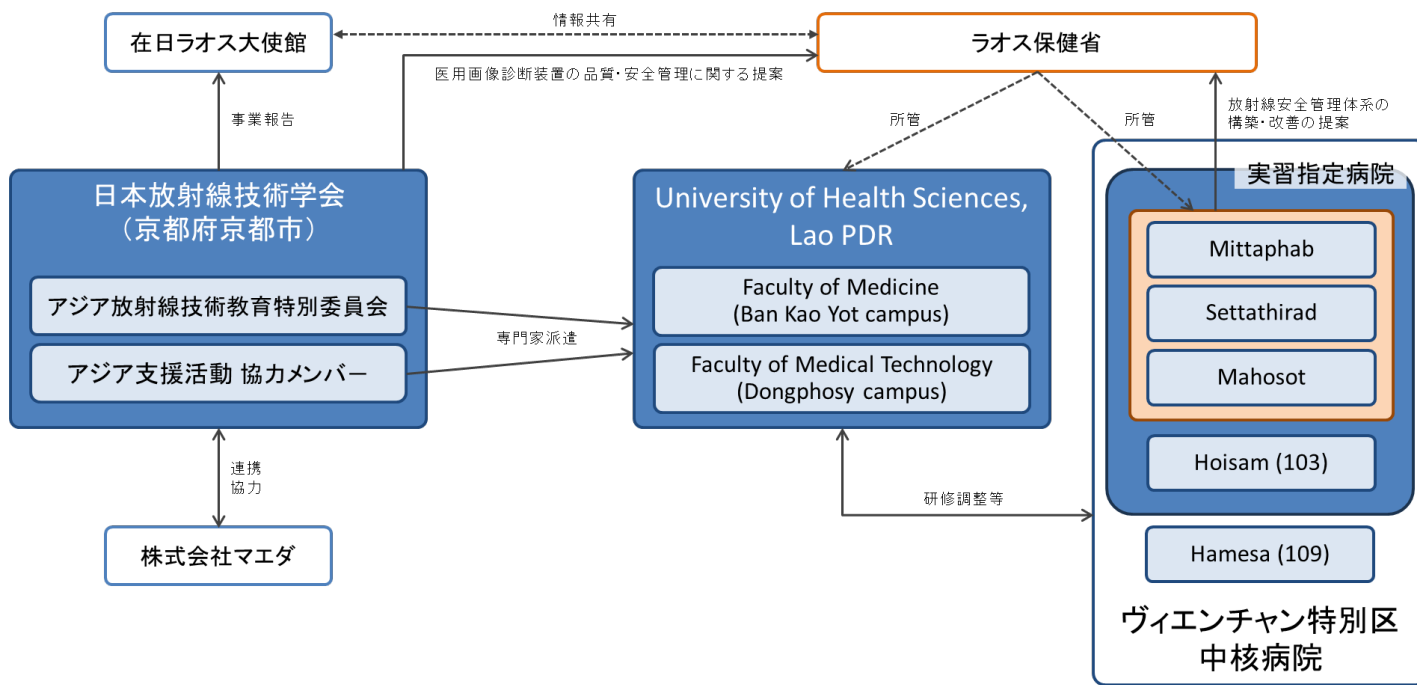 情報共有
在日ラオス大使館
ラオス保健省
医用画像診断装置の品質・安全管理に関する提案
事業報告
所管
所管
放射線安全管理体系の
構築・改善の提案
日本放射線技術学会
（京都府京都市）
アジア放射線技術教育特別委員会
アジア支援活動 協力メンバー
専門家派遣
University of Health Sciences,
Lao PDR
Faculty of Medicine
(Ban Kao Yot campus)
Faculty of Medical Technology
(Dongphosy campus)
実習指定病院
Mittaphab
Settathirad
Mahosot
Hoisam (103)
Hamesa (109)
ヴィエンチャン特別区
中核病院
連携
協力
研修調整等
株式会社マエダ